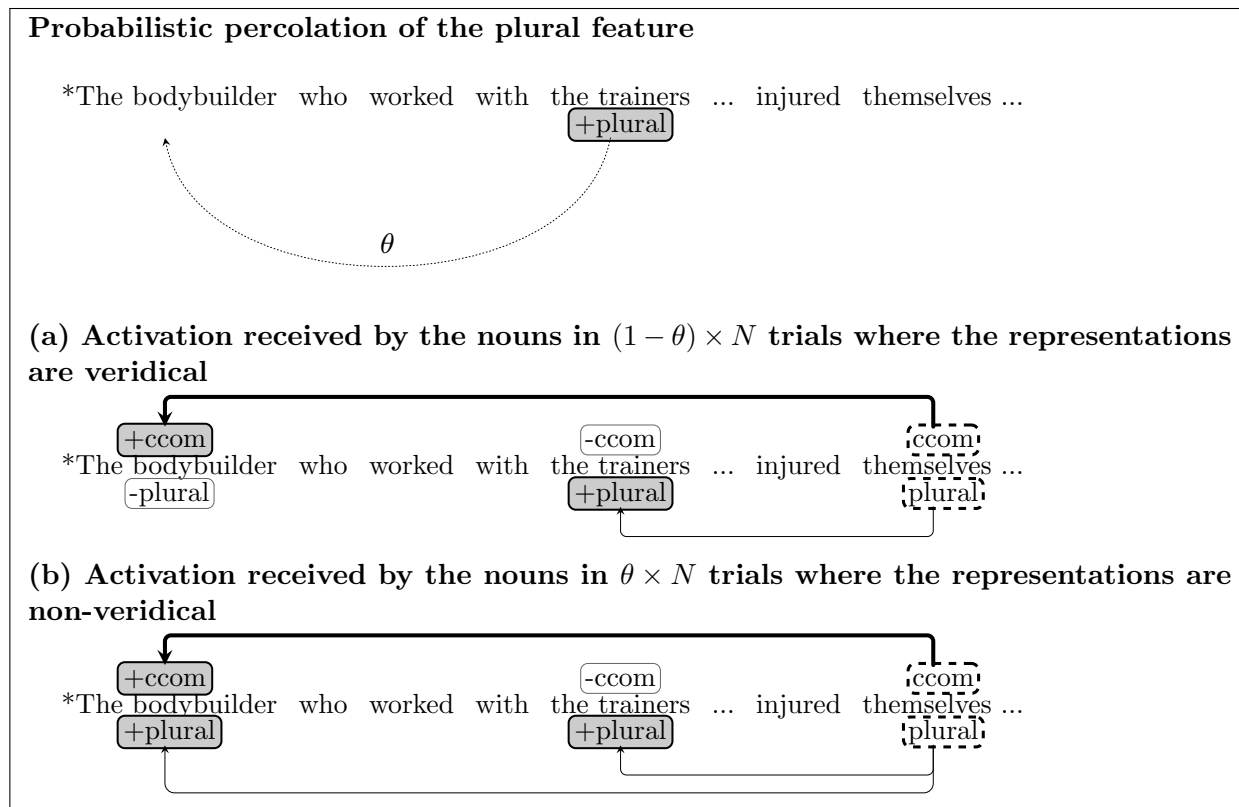 Probabilistic percolation of the plural feature
*The bodybuilder who worked with the trainers ... injured themselves ...
+plural
θ
(a) Activation received by the nouns in (1 − θ) × N trials where the representations
are veridical
+ccom -ccom ccom
*The bodybuilder who worked with the trainers ... injured themselves ...
-plural +plural plural
(b) Activation received by the nouns in θ × N trials where the representations are
non-veridical
+ccom -ccom ccom
*The bodybuilder who worked with the trainers ... injured themselves ...
+plural +plural plural